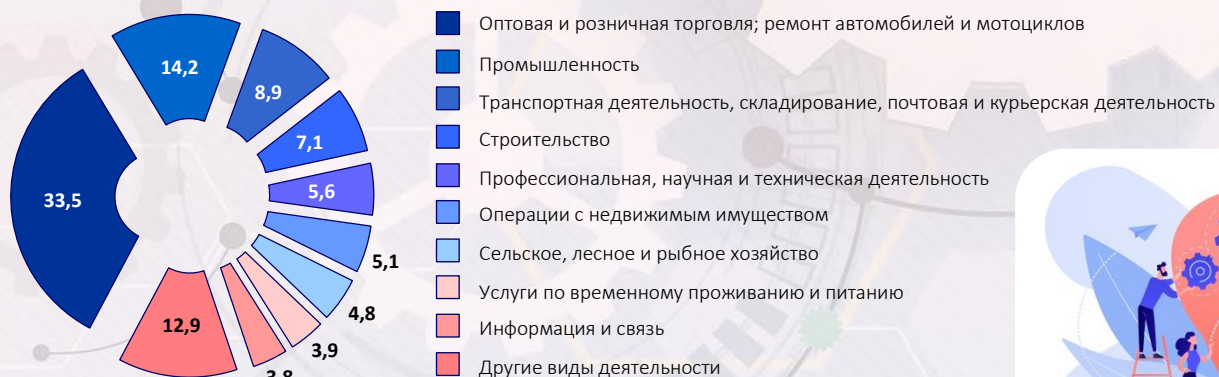 14,2
8,9
7,1
33,5
5,6
5,1
4,8
12,9
3,9
3,8
Оптовая и розничная торговля; ремонт автомобилей и мотоциклов
Промышленность
Транспортная деятельность, складирование, почтовая и курьерская деятельность
Строительство
Профессиональная, научная и техническая деятельность
Операции с недвижимым имуществом
Сельское, лесное и рыбное хозяйство
Услуги по временному проживанию и питанию
Информация и связь
Другие виды деятельности